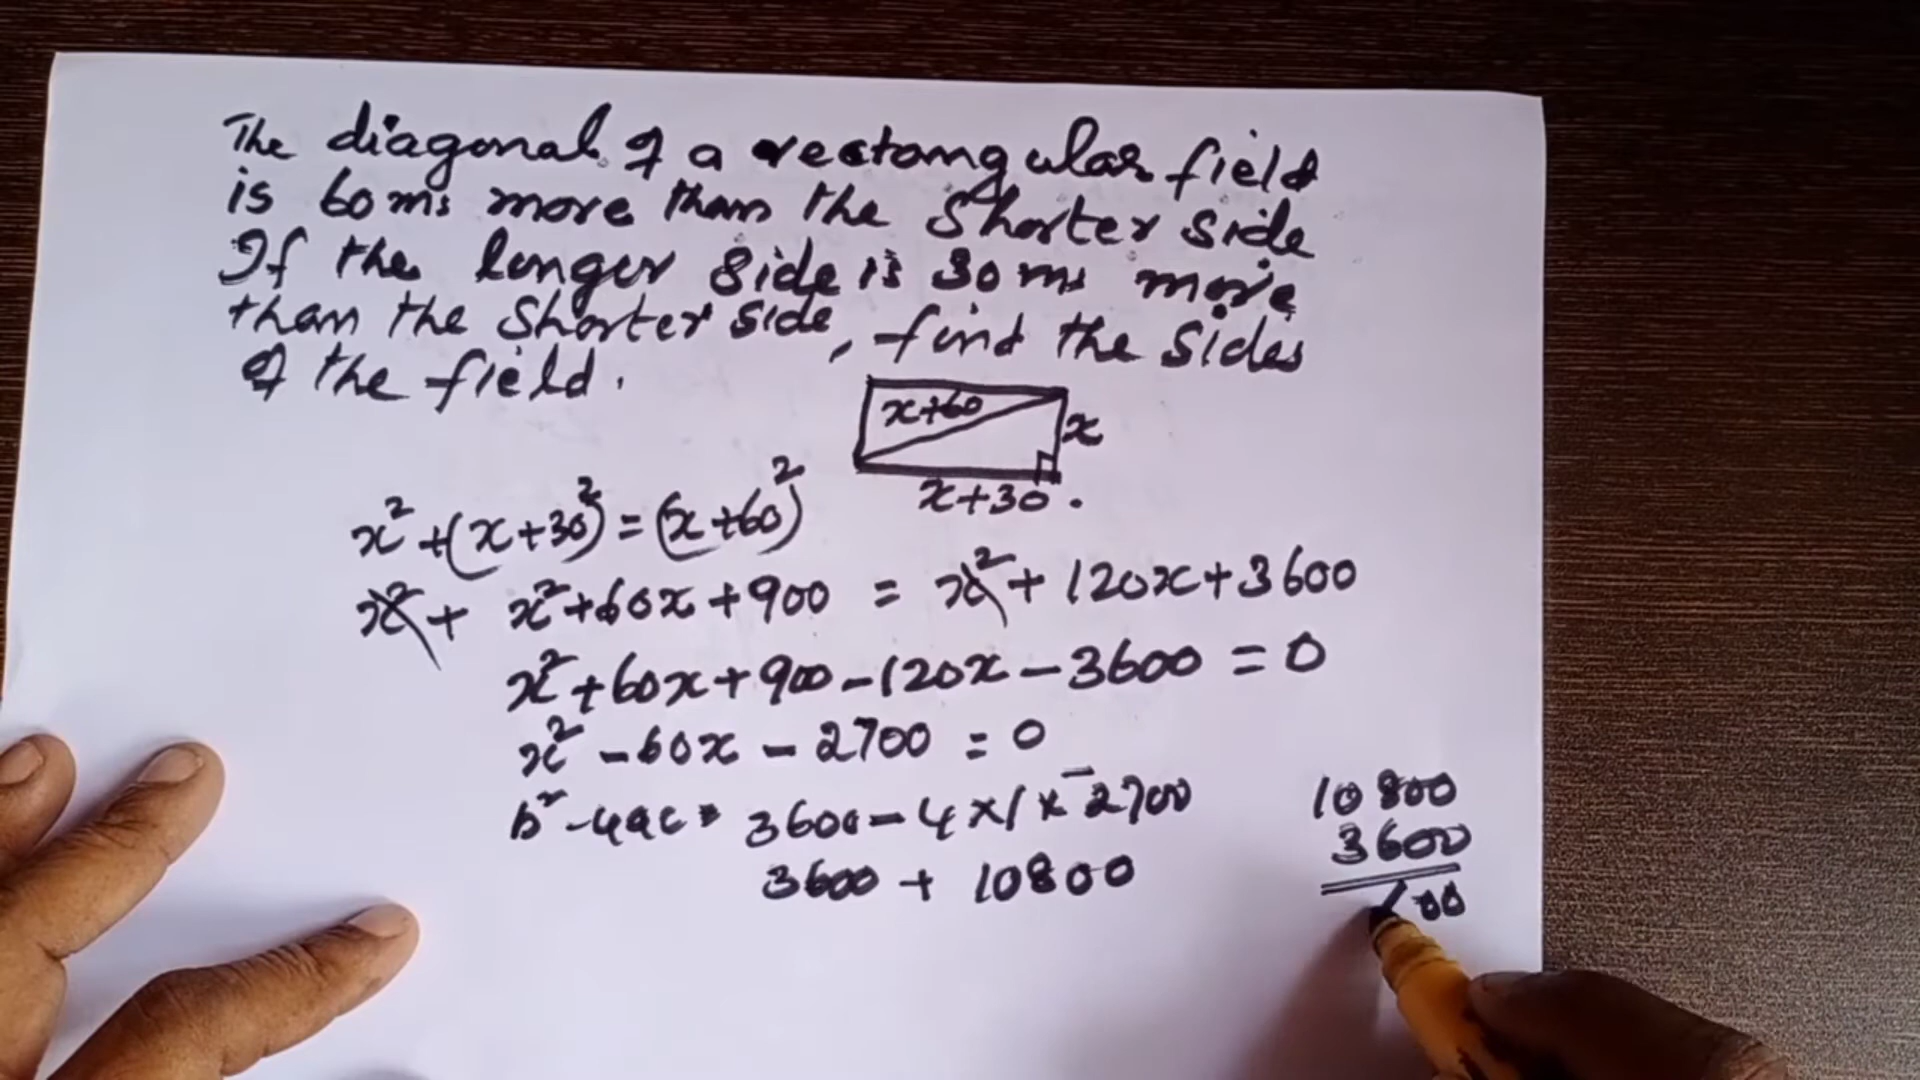 The diagonal of a rectangular field
is 60 ms more than the Shorter side
If the longer side is 30 ms more
than the Shorter side, find the sides
of the field.
x+60
x
x+30.
x²+(x+30)²=(x+60)²
x²+ x²+60x+900 = x²+120x+3600
x²+60x+900-120x-3600=0
x²-60x-2700=0
b²-4ac= 3600-4x1x-2700
3600+10800
10800
3600
00